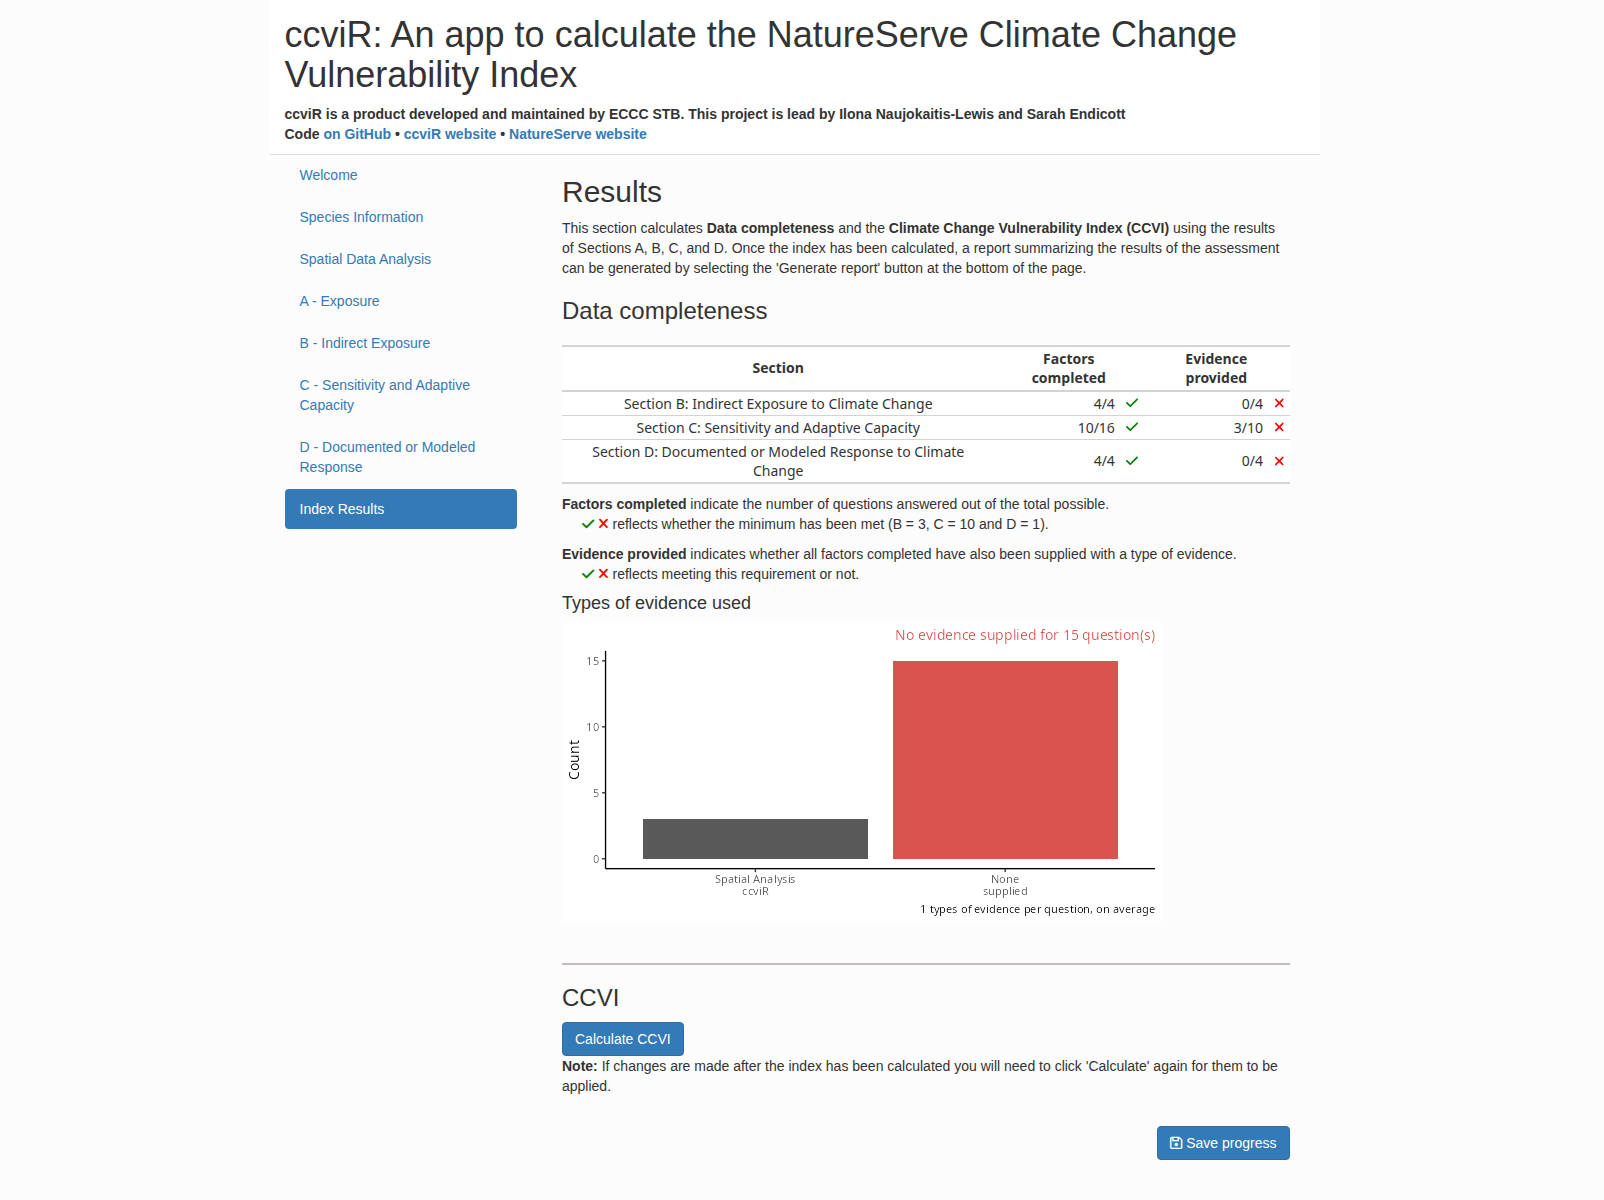 ccviR: An app to calculate the NatureServe Climate Change
Vulnerability Index
ccviR is a product developed and maintained by ECCC STB. This project is lead by Ilona Naujokaitis-Lewis and Sarah Endicott
Code on GitHub • ccviR website • NatureServe website
Welcome
Species Information
Spatial Data Analysis
A - Exposure
B - Indirect Exposure
C - Sensitivity and Adaptive
Capacity
D - Documented or Modeled
Response
Index Results
Results
This section calculates Data completeness and the Climate Change Vulnerability Index (CCVI) using the results
of Sections A, B, C, and D. Once the index has been calculated, a report summarizing the results of the assessment
can be generated by selecting the 'Generate report' button at the bottom of the page.
Data completeness
Section Factors completed Evidence provided
Section B: Indirect Exposure to Climate Change 4/4 ✓ 0/4 ✕
Section C: Sensitivity and Adaptive Capacity 10/16 ✓ 3/10 ✕
Section D: Documented or Modeled Response to Climate
Change 4/4 ✓ 0/4 ✕
Factors completed indicate the number of questions answered out of the total possible.
✓ ✕ reflects whether the minimum has been met (B = 3, C = 10 and D = 1).
Evidence provided indicates whether all factors completed have also been supplied with a type of evidence.
✓ ✕ reflects meeting this requirement or not.
Types of evidence used
No evidence supplied for 15 question(s)
15
10
5
0
Count
Spatial Analysis
ccviR
None
supplied
1 types of evidence per question, on average
CCVI
Calculate CCVI
Note: If changes are made after the index has been calculated you will need to click 'Calculate' again for them to be
applied.
Save progress